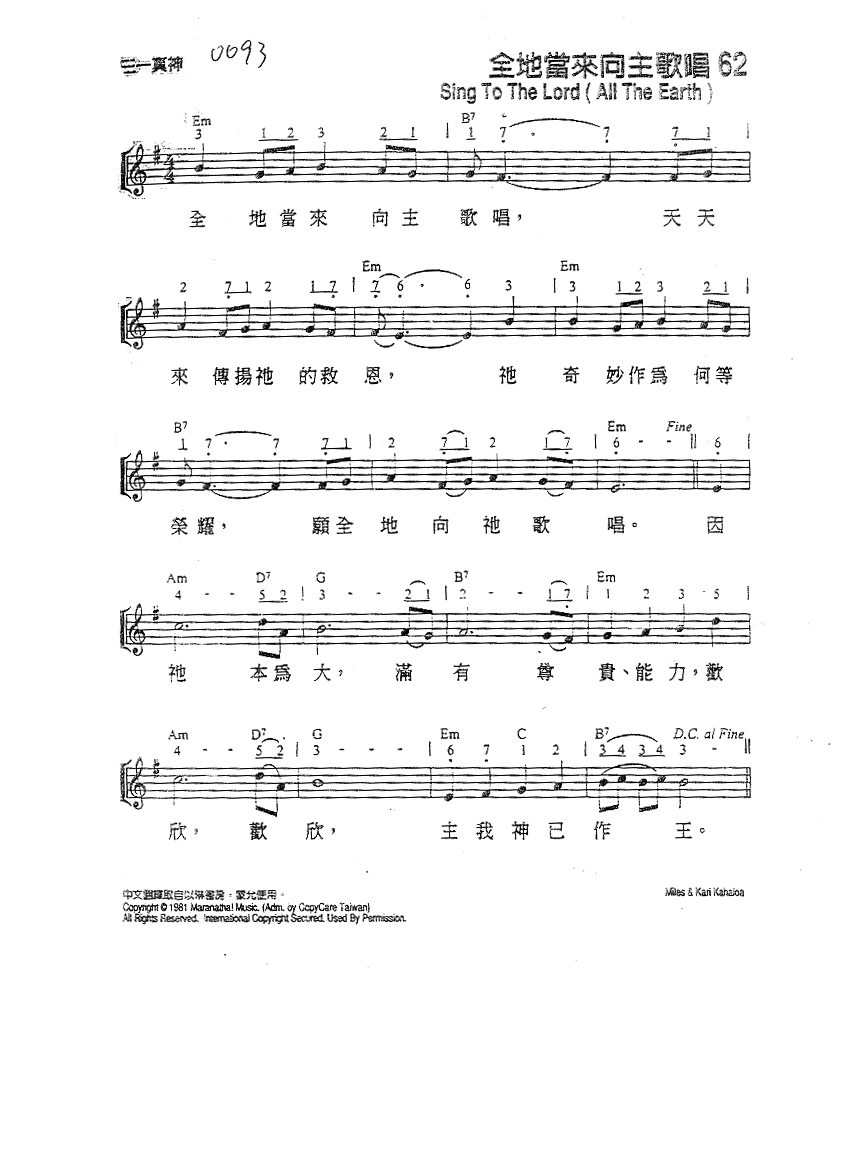 三一真神 0093 全地當來向主歌唱 62
Sing To The Lord ( All The Earth )
Em B7
3 1 2 3 2 1 | 1 7 · 7 7 1 |
4/4
全 地當來 向主 歌唱， 天天
Em Em
2 7 1 2 1 7 | 7 6 · 6 3 | 3 1 2 3 2 1 |
來 傳揚祂 的救 恩， 祂 奇 妙作為 何等
B7 Em Fine
1 7 · 7 7 1 | 2 7 1 2 1 7 | 6 - - || 6 |
榮耀， 願全 地 向 祂 歌 唱。 因
Am D7 G B7 Em
4 - - 5 2 | 3 - - 2 1 | 2 - - 1 7 | 1 2 3 5 |
祂 本為 大， 滿 有 尊 貴、能 力，歡
Am D7 G Em C B7 D.C. al Fine
4 - - 5 2 | 3 - - - | 6 7 1 2 | 3 4 3 4 3 - ||
欣， 歡 欣， 主 我 神 已 作 王。
中文翻譯取自以琳書房，蒙允使用。 Miles & Kari Kahaloa
Copyright © 1981 Maranatha! Music. (Adm. by CopyCare Taiwan)
All Rights Reserved. International Copyright Secured. Used By Permission.